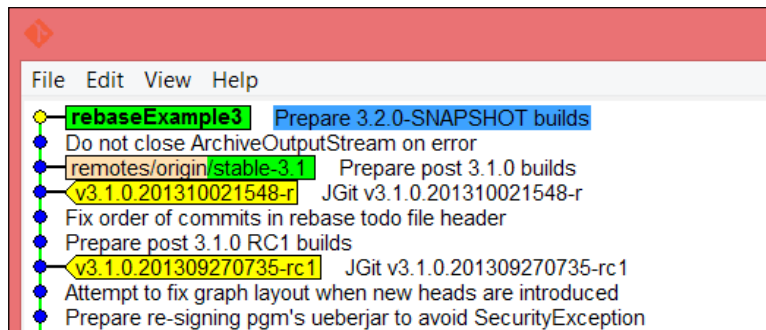 File Edit View Help
rebaseExample3 Prepare 3.2.0-SNAPSHOT builds
Do not close ArchiveOutputStream on error
remotes/origin/stable-3.1 Prepare post 3.1.0 builds
v3.1.0.201310021548-r JGit v3.1.0.201310021548-r
Fix order of commits in rebase todo file header
Prepare post 3.1.0 RC1 builds
v3.1.0.201309270735-rc1 JGit v3.1.0.201309270735-rc1
Attempt to fix graph layout when new heads are introduced
Prepare re-signing pgm's ueberjar to avoid SecurityException